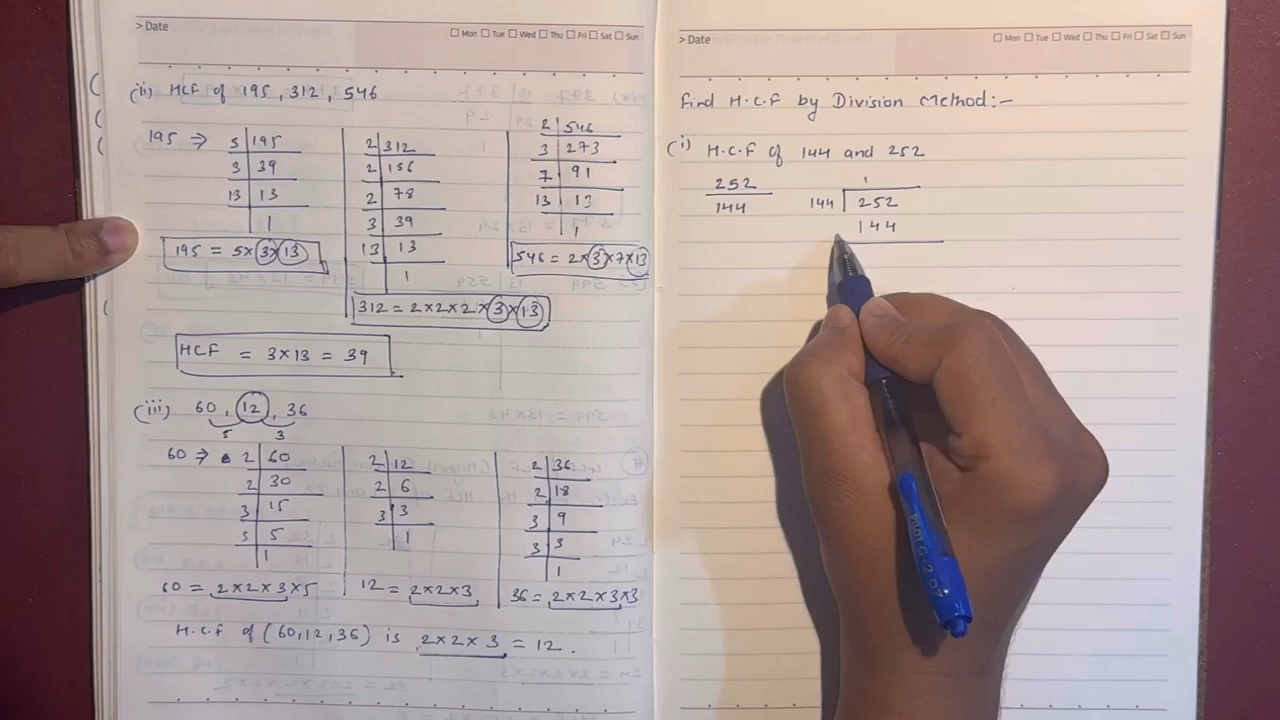 > Date
Mon Tue Wed Thu Fri Sat Sun
(ii) HCF of 195, 312, 546
195 ⇒
5 | 195
3 | 39
13 | 13
1
195 = 5×3×13
2 | 312
2 | 156
2 | 78
3 | 39
13 | 13
1
312 = 2×2×2×3×13
2 | 546
3 | 273
7 | 91
13 | 13
1
546 = 2×3×7×13
HCF = 3×13 = 39
(iii) 60, 12, 36
5 3
60 ⇒
2 | 60
2 | 30
3 | 15
5 | 5
1
60 = 2×2×3×5
2 | 12
2 | 6
3 | 3
1
12 = 2×2×3
2 | 36
2 | 18
3 | 9
3 | 3
1
36 = 2×2×3×3
H.C.F of (60,12,36) is 2×2×3 = 12.
> Date
Mon Tue Wed Thu Fri Sat Sun
Find H.C.F by Division Method:-
(i) H.C.F of 144 and 252
252
144
1
144 252
144
PILOT G-2 07